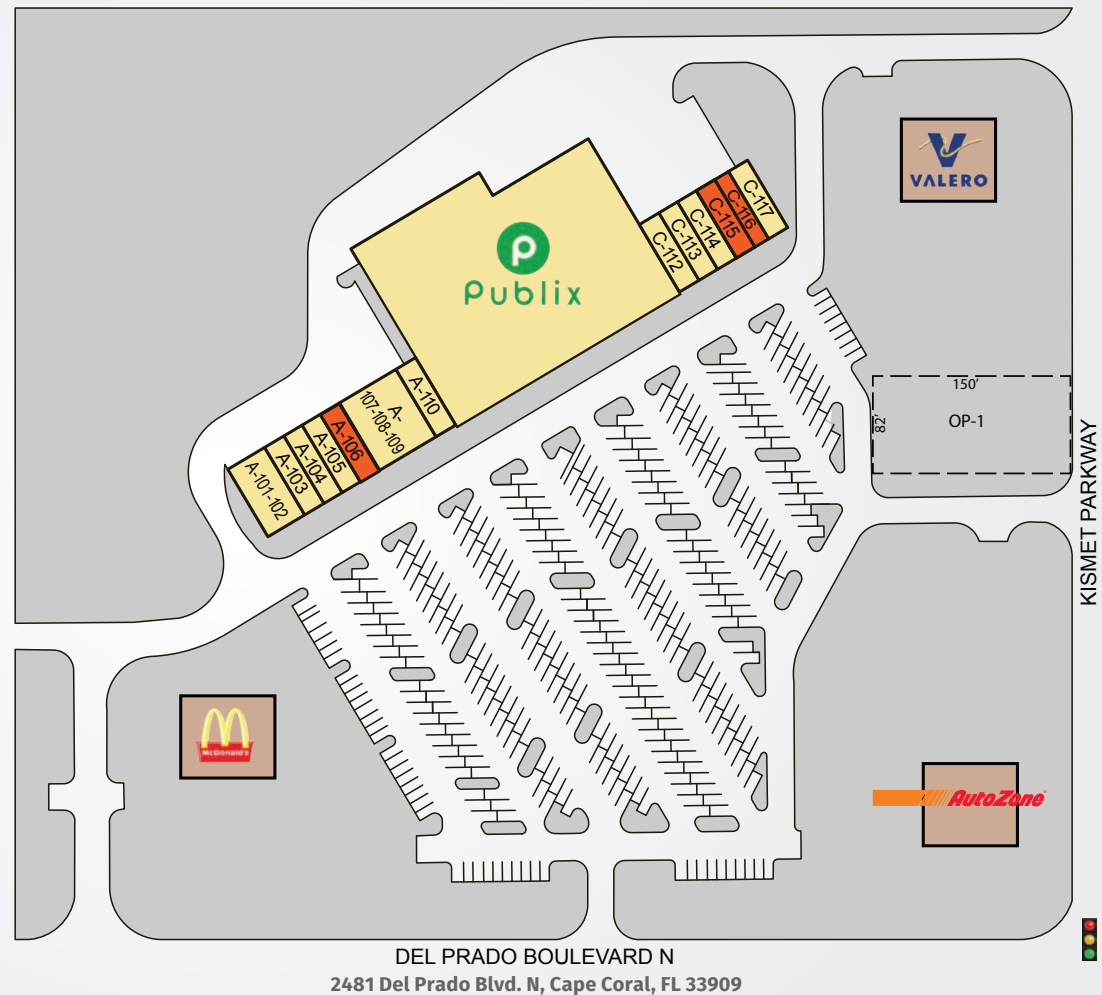 VALERO
Publix
C-112
C-113
C-114
C-115
C-116
C-117
A-110
A-
107-108-109
A-106
A-105
A-104
A-103
A-101-102
150'
82'
OP-1
KISMET PARKWAY
McDonald's
AutoZone
DEL PRADO BOULEVARD N
2481 Del Prado Blvd. N, Cape Coral, FL 33909